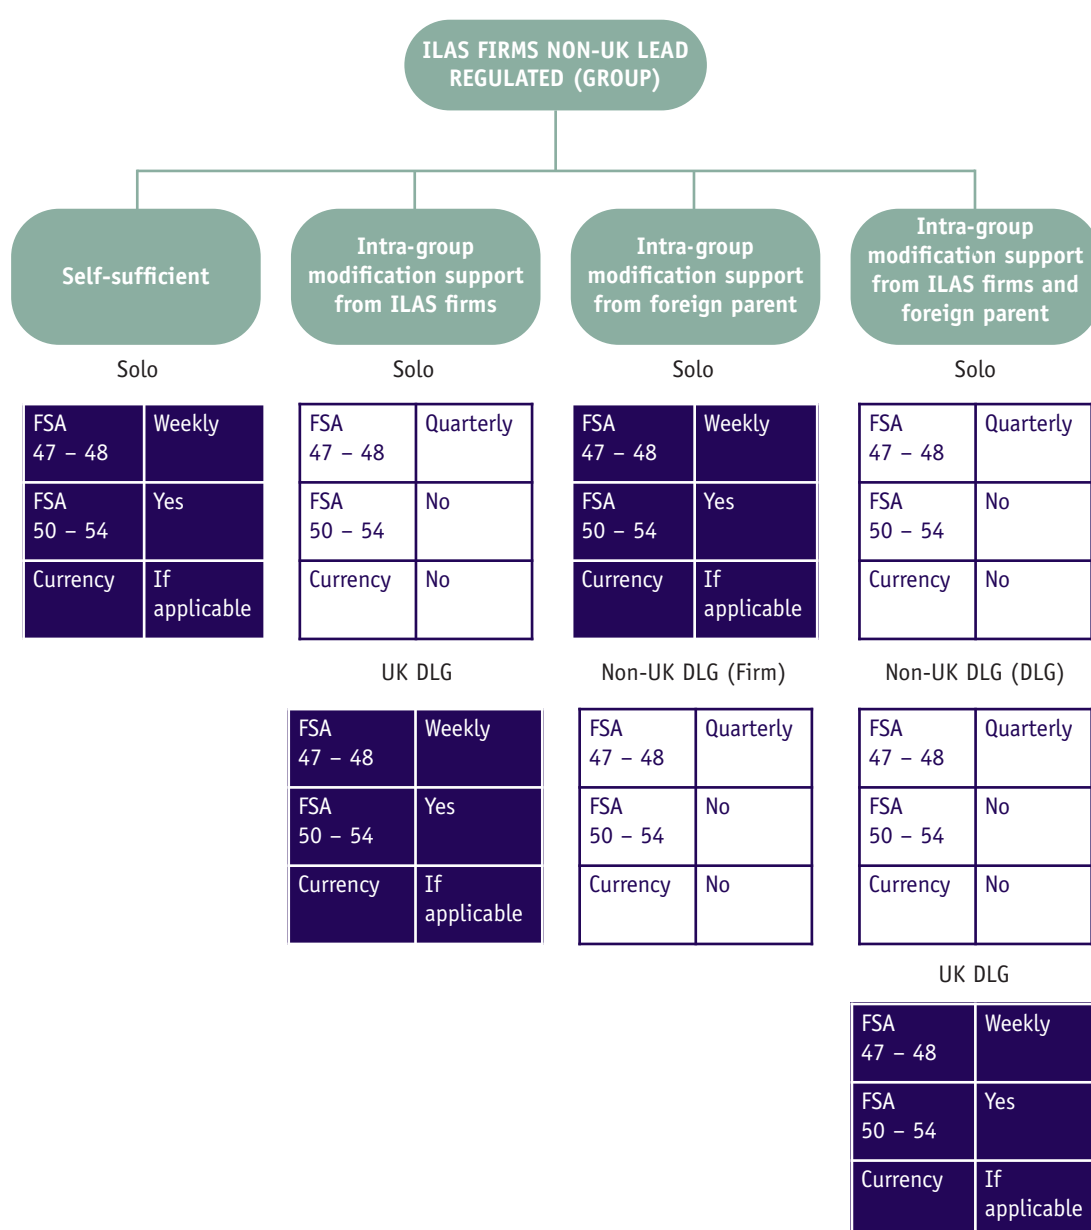 ILAS FIRMS NON-UK LEAD
REGULATED (GROUP)
Self-sufficient
Intra-group
modification support
from ILAS firms
Intra-group
modification support
from foreign parent
Intra-group
modification support
from ILAS firms and
foreign parent
Solo
Solo
Solo
Solo
FSA
47 – 48
Weekly
FSA
50 – 54
Yes
Currency
If
applicable
FSA
47 – 48
Quarterly
FSA
50 – 54
No
Currency
No
FSA
47 – 48
Weekly
FSA
50 – 54
Yes
Currency
If
applicable
FSA
47 – 48
Quarterly
FSA
50 – 54
No
Currency
No
UK DLG
Non-UK DLG (Firm)
Non-UK DLG (DLG)
FSA
47 – 48
Weekly
FSA
50 – 54
Yes
Currency
If
applicable
FSA
47 – 48
Quarterly
FSA
50 – 54
No
Currency
No
FSA
47 – 48
Quarterly
FSA
50 – 54
No
Currency
No
UK DLG
FSA
47 – 48
Weekly
FSA
50 – 54
Yes
Currency
If
applicable